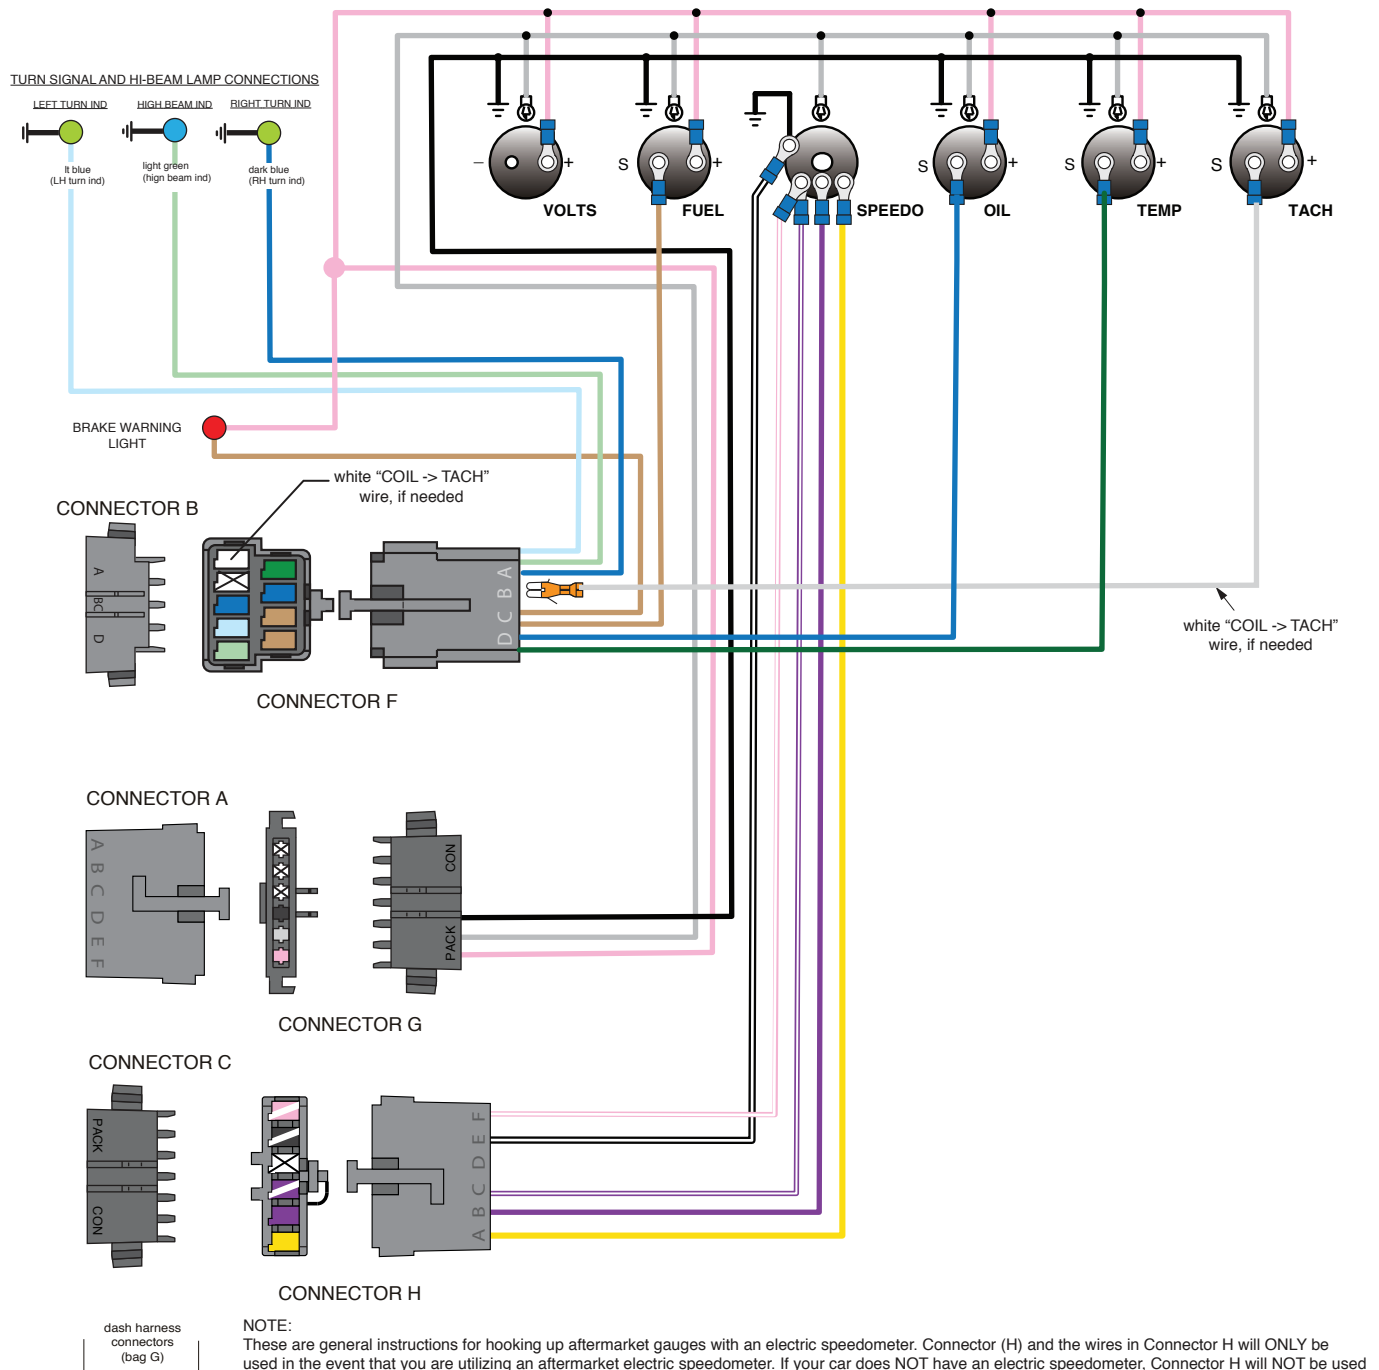 TURN SIGNAL AND HI-BEAM LAMP CONNECTIONS
LEFT TURN IND
HIGH BEAM IND
RIGHT TURN IND
lt blue
(LH turn ind)
light green
(hign beam ind)
dark blue
(RH turn ind)
– +
VOLTS
S +
FUEL
SPEEDO
S +
OIL
S +
TEMP
S +
TACH
BRAKE WARNING
LIGHT
white “COIL -> TACH”
wire, if needed
CONNECTOR B
A
BC
D
D C B A
CONNECTOR F
white “COIL -> TACH”
wire, if needed
CONNECTOR A
A B C D E F
CON
PACK
CONNECTOR G
CONNECTOR C
PACK
CON
A B C D E F
CONNECTOR H
dash harness
connectors
(bag G)
NOTE:
These are general instructions for hooking up aftermarket gauges with an electric speedometer. Connector (H) and the wires in Connector H will ONLY be
used in the event that you are utilizing an aftermarket electric speedometer. If your car does NOT have an electric speedometer, Connector H will NOT be used